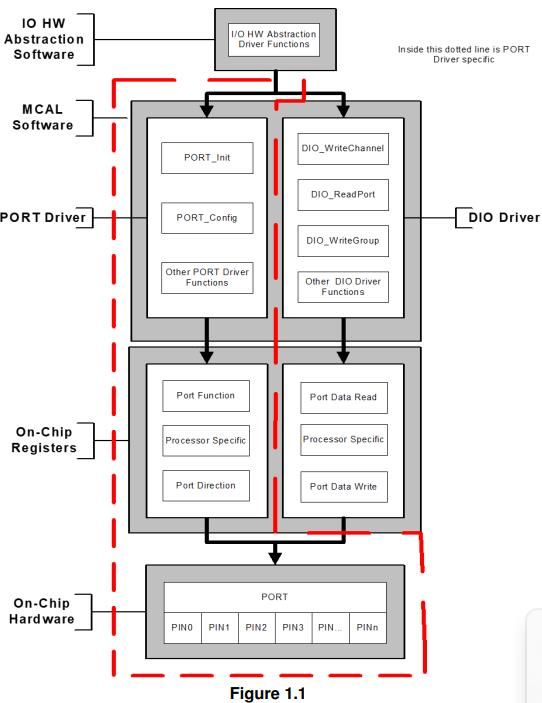 IO HW
Abstraction
Software
I/O HW Abstraction
Driver Functions
Inside this dotted line is PORT
Driver specific
MCAL
Software
PORT_Init
DIO_WriteChannel
DIO_ReadPort
PORT Driver
PORT_Config
DIO Driver
DIO_WriteGroup
Other PORT Driver
Functions
Other DIO Driver
Functions
Port Function
Port Data Read
On-Chip
Registers
Processor Specific
Processor Specific
Port Direction
Port Data Write
On-Chip
Hardware
PORT
PIN0 PIN1 PIN2 PIN3 PIN... PINn
Figure 1.1